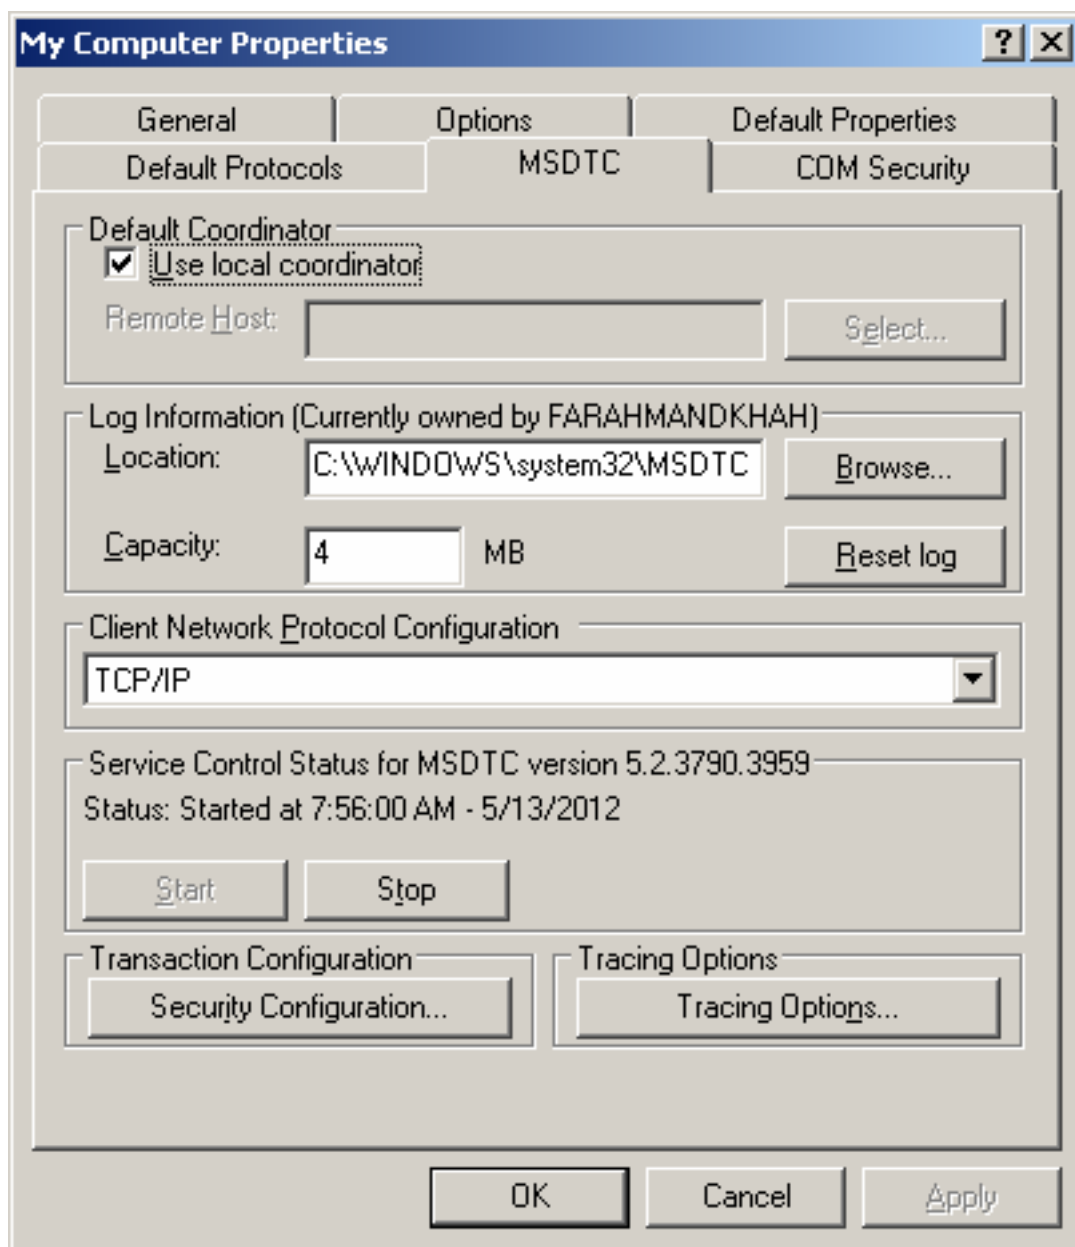 My Computer Properties
General Options Default Properties
Default Protocols MSDTC COM Security
Default Coordinator
Use local coordinator
Remote Host: Select...
Log Information (Currently owned by FARAHMANDKHAH)
Location: C:\WINDOWS\system32\MSDTC Browse...
Capacity: 4 MB Reset log
Client Network Protocol Configuration
TCP/IP
Service Control Status for MSDTC version 5.2.3790.3959
Status: Started at 7:56:00 AM - 5/13/2012
Start Stop
Transaction Configuration Tracing Options
Security Configuration... Tracing Options...
OK Cancel Apply